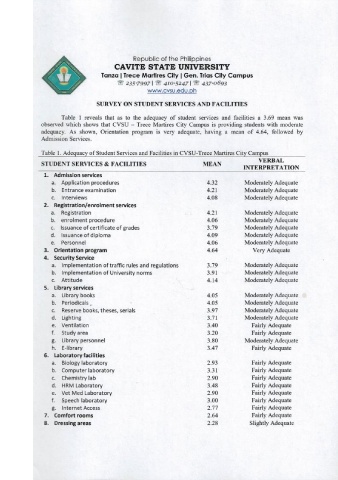 Republic of the Philippines
CAVITE STATE UNIVERSITY
Tanza | Trece Martires City | Gen. Trias City Campus
☏ 235-7997 | ☏ 410-5247 | ☏ 437-0693
www.cvsu.edu.ph
SURVEY ON STUDENT SERVICES AND FACILITIES
Table 1 reveals that as to the adequacy of student services and facilities a 3.69 mean was
observed which shows that CVSU – Trece Martires City Campus is providing students with moderate
adequacy. As shown, Orientation program is very adequate, having a mean of 4.64, followed by
Admission Services.
Table 1. Adequacy of Student Services and Facilities in CVSU-Trece Martires City Campus
STUDENT SERVICES & FACILITIES MEAN VERBAL INTERPRETATION
1. Admission services
a. Application procedures 4.32 Moderately Adequate
b. Entrance examination 4.21 Moderately Adequate
c. Interviews 4.08 Moderately Adequate
2. Registration/enrolment services
a. Registration 4.21 Moderately Adequate
b. enrolment procedure 4.06 Moderately Adequate
c. Issuance of certificate of grades 3.79 Moderately Adequate
d. Issuance of diploma 4.09 Moderately Adequate
e. Personnel 4.06 Moderately Adequate
3. Orientation program 4.64 Very Adequate
4. Security Service
a. Implementation of traffic rules and regulations 3.79 Moderately Adequate
b. Implementation of University norms 3.91 Moderately Adequate
c. Attitude 4.14 Moderately Adequate
5. Library services
a. Library books 4.05 Moderately Adequate
b. Periodicals 4.05 Moderately Adequate
c. Reserve books, theses, serials 3.97 Moderately Adequate
d. Lighting 3.71 Moderately Adequate
e. Ventilation 3.40 Fairly Adequate
f. Study area 3.20 Fairly Adequate
g. Library personnel 3.80 Moderately Adequate
h. E-library 3.47 Fairly Adequate
6. Laboratory facilities
a. Biology laboratory 2.93 Fairly Adequate
b. Computer laboratory 3.31 Fairly Adequate
c. Chemistry lab 2.90 Fairly Adequate
d. HRM Laboratory 3.48 Fairly Adequate
e. Vet Med Laboratory 2.90 Fairly Adequate
f. Speech laboratory 3.00 Fairly Adequate
g. Internet Access 2.77 Fairly Adequate
7. Comfort rooms 2.64 Fairly Adequate
8. Dressing areas 2.28 Slightly Adequate